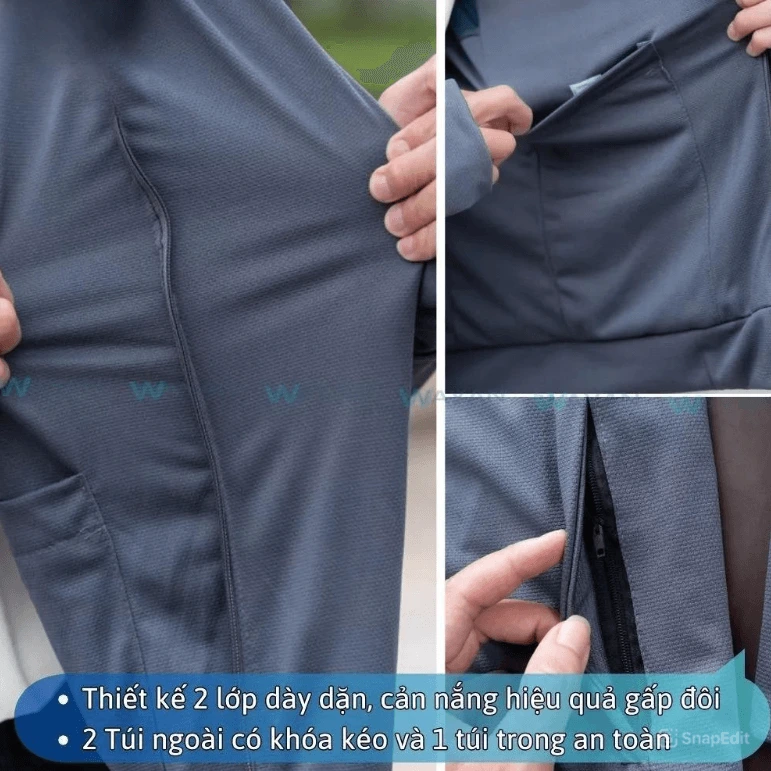 • Thiết kế 2 lớp dày dặn, cản nắng hiệu quả gấp đôi
• 2 Túi ngoài có khóa kéo và 1 túi trong an toàn
SnapEdit